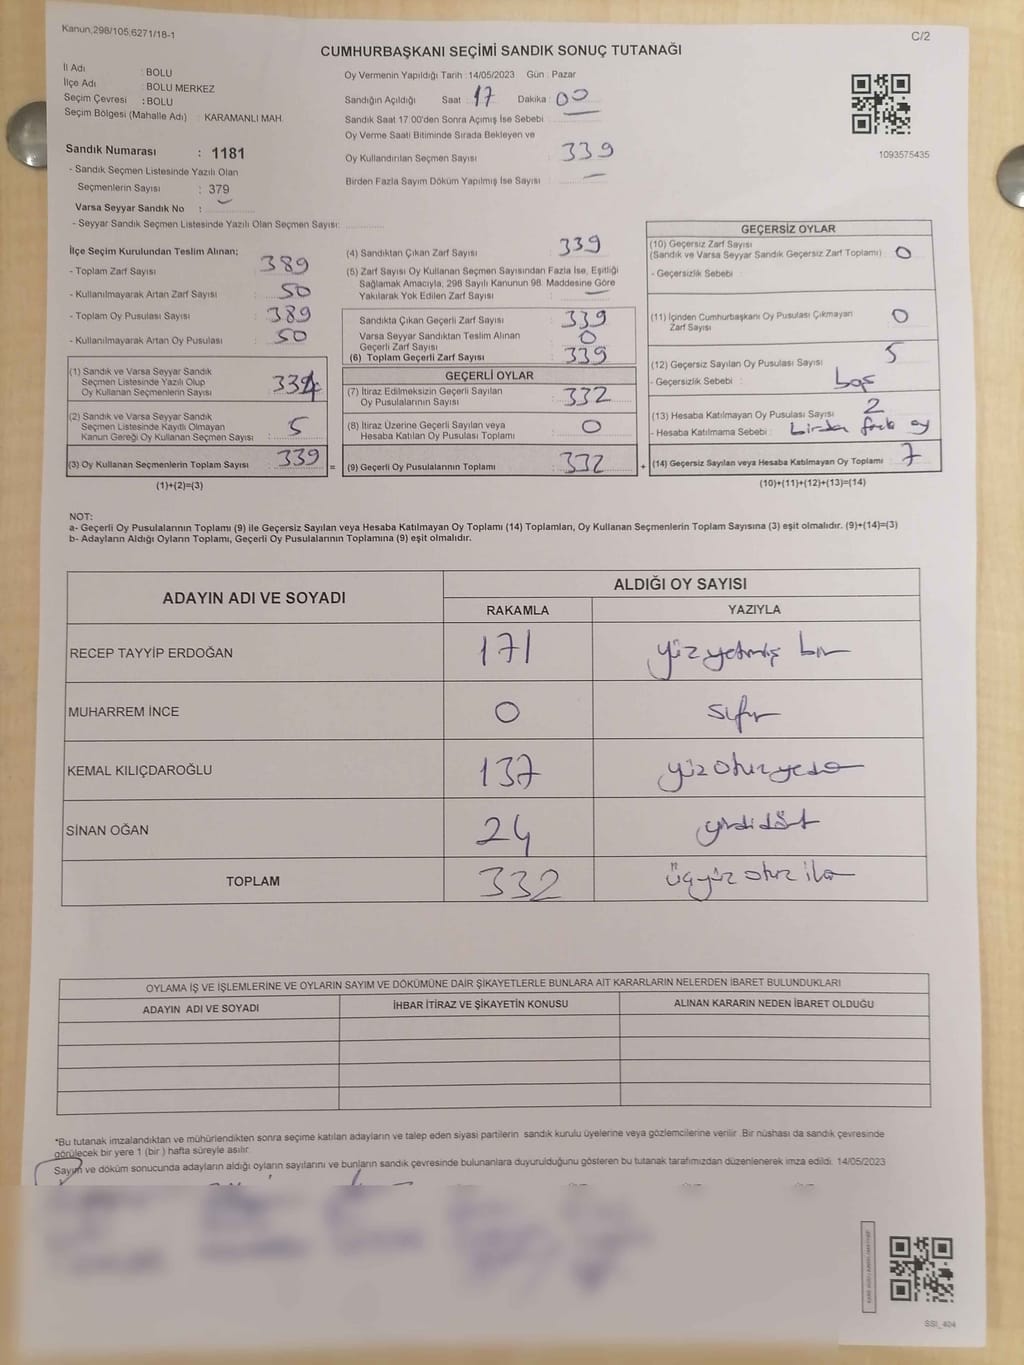 Kanun,298/105;6271/18-1
C/2
CUMHURBAŞKANI SEÇİMİ SANDIK SONUÇ TUTANAĞI
İl Adı : BOLU
İlçe Adı : BOLU MERKEZ
Seçim Çevresi : BOLU
Seçim Bölgesi (Mahalle Adı) : KARAMANLI MAH.
Sandık Numarası : 1181
- Sandık Seçmen Listesinde Yazılı Olan
Seçmenlerin Sayısı : 379
Varsa Seyyar Sandık No :
- Seyyar Sandık Seçmen Listesinde Yazılı Olan Seçmen Sayısı:
Oy Vermenin Yapıldığı Tarih : 14/05/2023 Gün : Pazar
Sandığın Açıldığı Saat : 17 Dakika : 00
Sandık Saat 17:00'den Sonra Açımış İse Sebebi :
Oy Verme Saati Bitiminde Sırada Bekleyen ve
Oy Kullandırılan Seçmen Sayısı : 339
Birden Fazla Sayım Döküm Yapılmış İse Sayısı :
1093575435
İlçe Seçim Kurulundan Teslim Alınan;
- Toplam Zarf Sayısı : 389
- Kullanılmayarak Artan Zarf Sayısı : 50
- Toplam Oy Pusulası Sayısı : 389
- Kullanılmayarak Artan Oy Pusulası : 50
(1) Sandık ve Varsa Seyyar Sandık
Seçmen Listesinde Yazılı Olup
Oy Kullanan Seçmenlerin Sayısı : 334
(2) Sandık ve Varsa Seyyar Sandık
Seçmen Listesinde Kayıtlı Olmayan
Kanun Gereği Oy Kullanan Seçmen Sayısı : 5
(3) Oy Kullanan Seçmenlerin Toplam Sayısı : 339 =
(1)+(2)=(3)
(4) Sandıktan Çıkan Zarf Sayısı : 339
(5) Zarf Sayısı Oy Kullanan Seçmen Sayısından Fazla İse, Eşitliği
Sağlamak Amacıyla; 298 Sayılı Kanunun 98. Maddesine Göre
Yakılarak Yok Edilen Zarf Sayısı :
Sandıkta Çıkan Geçerli Zarf Sayısı : 339
Varsa Seyyar Sandıktan Teslim Alınan
Geçerli Zarf Sayısı : 0
(6) Toplam Geçerli Zarf Sayısı : 339
GEÇERLİ OYLAR
(7) İtiraz Edilmeksizin Geçerli Sayılan
Oy Pusulalarının Sayısı : 332
(8) İtiraz Üzerine Geçerli Sayılan veya
Hesaba Katılan Oy Pusulası Toplamı : 0
(9) Geçerli Oy Pusulalarının Toplamı : 332 +
GEÇERSİZ OYLAR
(10) Geçersiz Zarf Sayısı
(Sandık ve Varsa Seyyar Sandık Geçersiz Zarf Toplamı) : 0
- Geçersizlik Sebebi :
(11) İçinden Cumhurbaşkanı Oy Pusulası Çıkmayan
Zarf Sayısı : 0
(12) Geçersiz Sayılan Oy Pusulası Sayısı : 5
- Geçersizlik Sebebi : boş
(13) Hesaba Katılmayan Oy Pusulası Sayısı : 2
- Hesaba Katılmama Sebebi : birden fazla oy
(14) Geçersiz Sayılan veya Hesaba Katılmayan Oy Toplamı : 7
(10)+(11)+(12)+(13)=(14)
NOT:
a- Geçerli Oy Pusulalarının Toplamı (9) ile Geçersiz Sayılan veya Hesaba Katılmayan Oy Toplamı (14) Toplamları, Oy Kullanan Seçmenlerin Toplam Sayısına (3) eşit olmalıdır. (9)+(14)=(3)
b- Adayların Aldığı Oyların Toplamı, Geçerli Oy Pusulalarının Toplamına (9) eşit olmalıdır.
ADAYIN ADI VE SOYADI ALDIĞI OY SAYISI
RAKAMLA YAZIYLA
RECEP TAYYİP ERDOĞAN 171 yüz yetmiş bir
MUHARREM İNCE 0 sıfır
KEMAL KILIÇDAROĞLU 137 yüz otuz yedi
SİNAN OĞAN 24 yirmi dört
TOPLAM 332 üçyüz otuz iki
OYLAMA İŞ VE İŞLEMLERİNE VE OYLARIN SAYIM VE DÖKÜMÜNE DAİR ŞİKAYETLERLE BUNLARA AİT KARARLARIN NELERDEN İBARET BULUNDUKLARI
ADAYIN ADI VE SOYADI İHBAR İTİRAZ VE ŞİKAYETİN KONUSU ALINAN KARARIN NEDEN İBARET OLDUĞU
*Bu tutanak imzalandıktan ve mühürlendikten sonra seçime katılan adayların ve talep eden siyasi partilerin sandık kurulu üyelerine veya gözlemcilerine verilir. Bir nüshası da sandık çevresinde
görülecek bir yere 1 (bir ) hafta süreyle asılır.
Sayım ve döküm sonucunda adayların aldığı oyların sayılarını ve bunların sandık çevresinde bulunanlara duyurulduğunu gösteren bu tutanak tarafımızdan düzenlenerek imza edildi. 14/05/2023
SSI_404